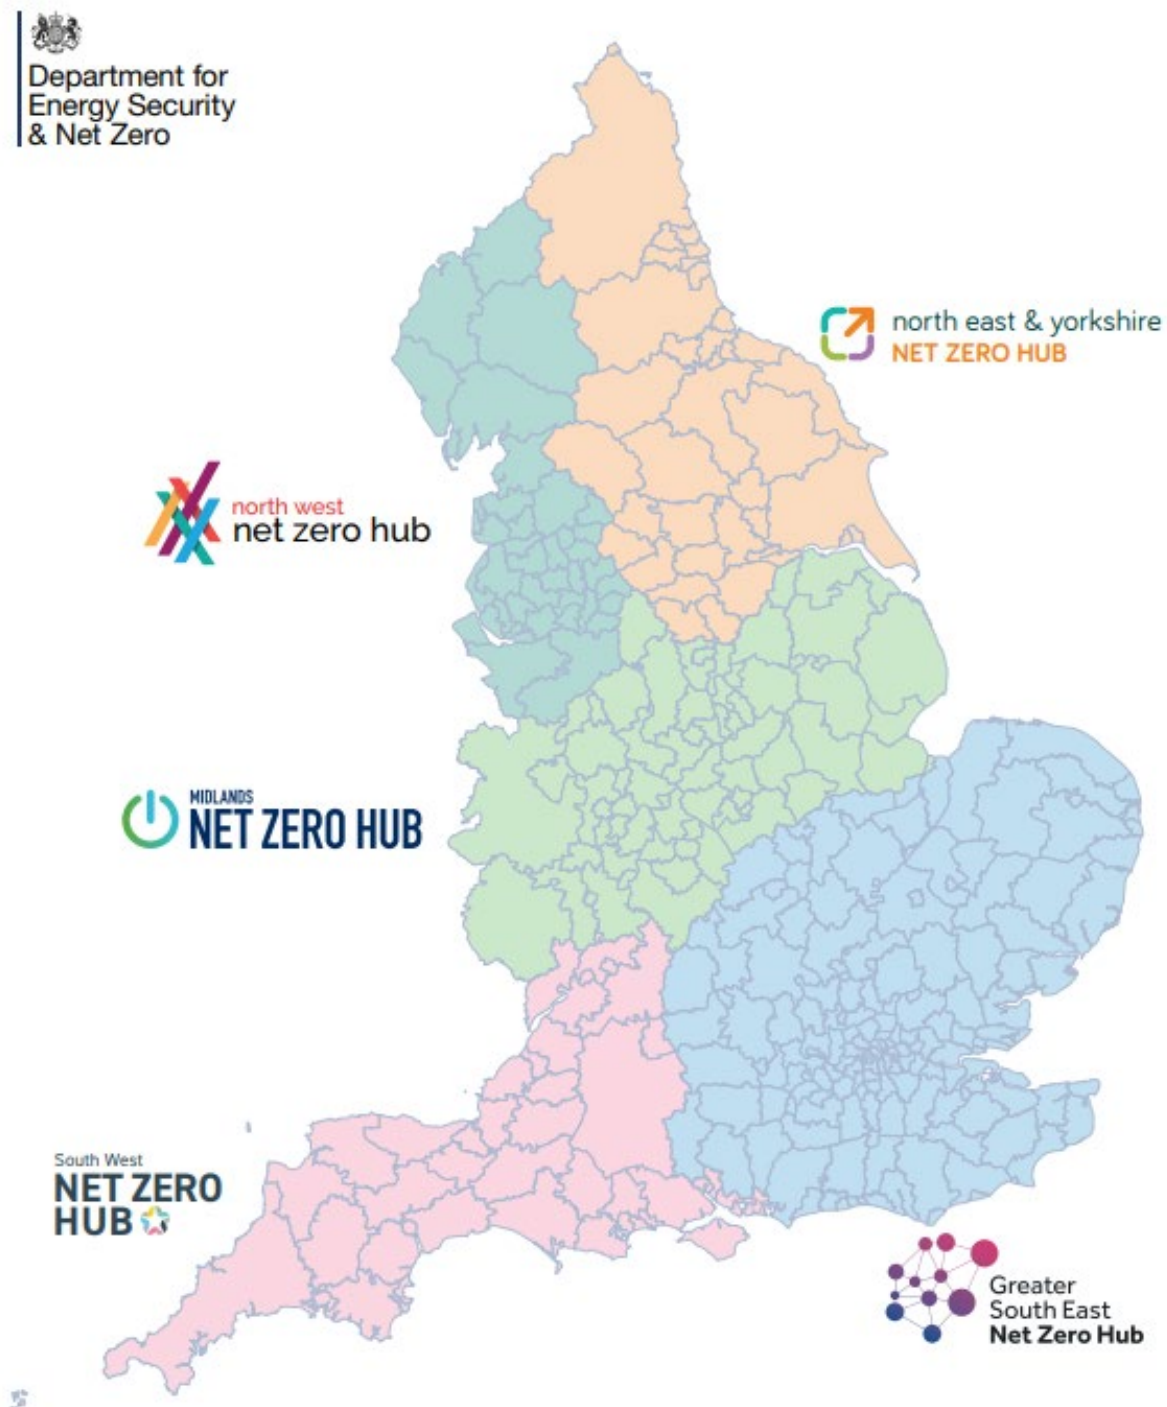 Department for
Energy Security
& Net Zero
north east & yorkshire
NET ZERO HUB
north west
net zero hub
MIDLANDS
NET ZERO HUB
South West
NET ZERO
HUB
Greater
South East
Net Zero Hub